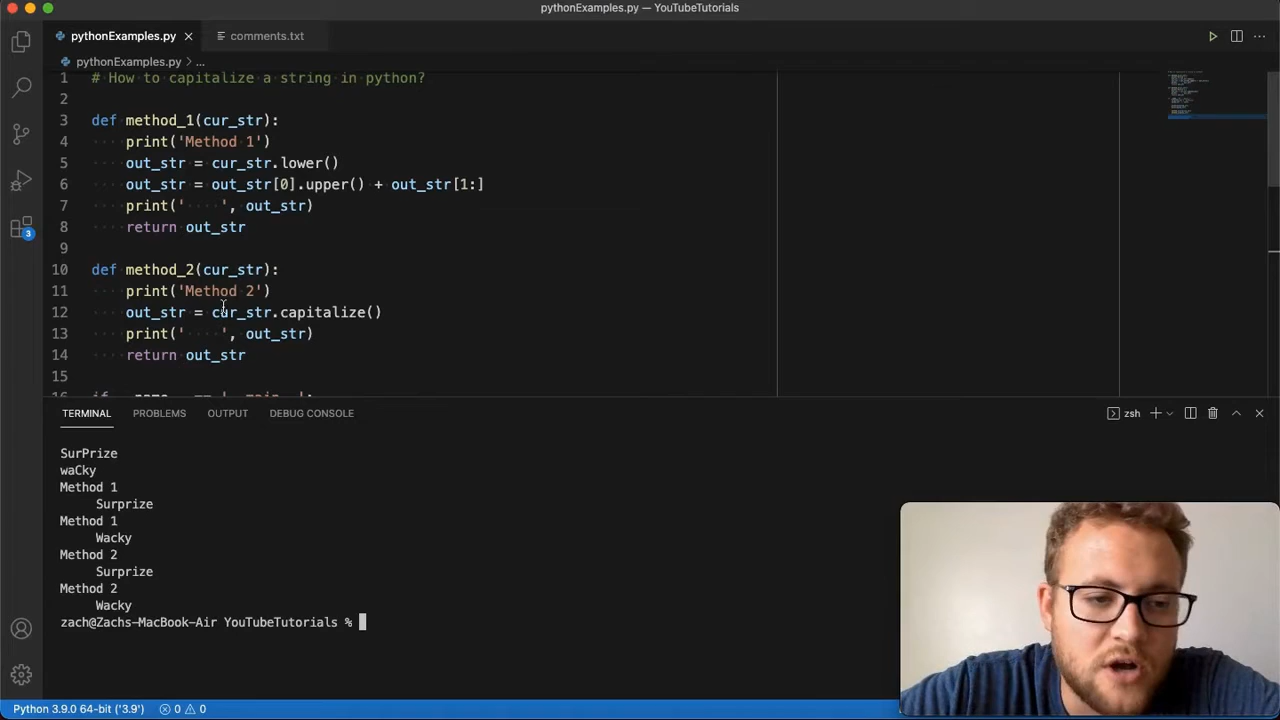 pythonExamples.py — YouTubeTutorials
pythonExamples.py
comments.txt
pythonExamples.py > ...
1 # How to capitalize a string in python?
2
3 def method_1(cur_str):
4 print('Method 1')
5 out_str = cur_str.lower()
6 out_str = out_str[0].upper() + out_str[1:]
7 print('    ', out_str)
8 return out_str
9
10 def method_2(cur_str):
11 print('Method 2')
12 out_str = cur_str.capitalize()
13 print('    ', out_str)
14 return out_str
15
16 if __name__ == '__main__':
3
TERMINAL PROBLEMS OUTPUT DEBUG CONSOLE
zsh
SurPrize
waCky
Method 1
Surprize
Method 1
Wacky
Method 2
Surprize
Method 2
Wacky
zach@Zachs-MacBook-Air YouTubeTutorials %
Python 3.9.0 64-bit ('3.9') 0 0